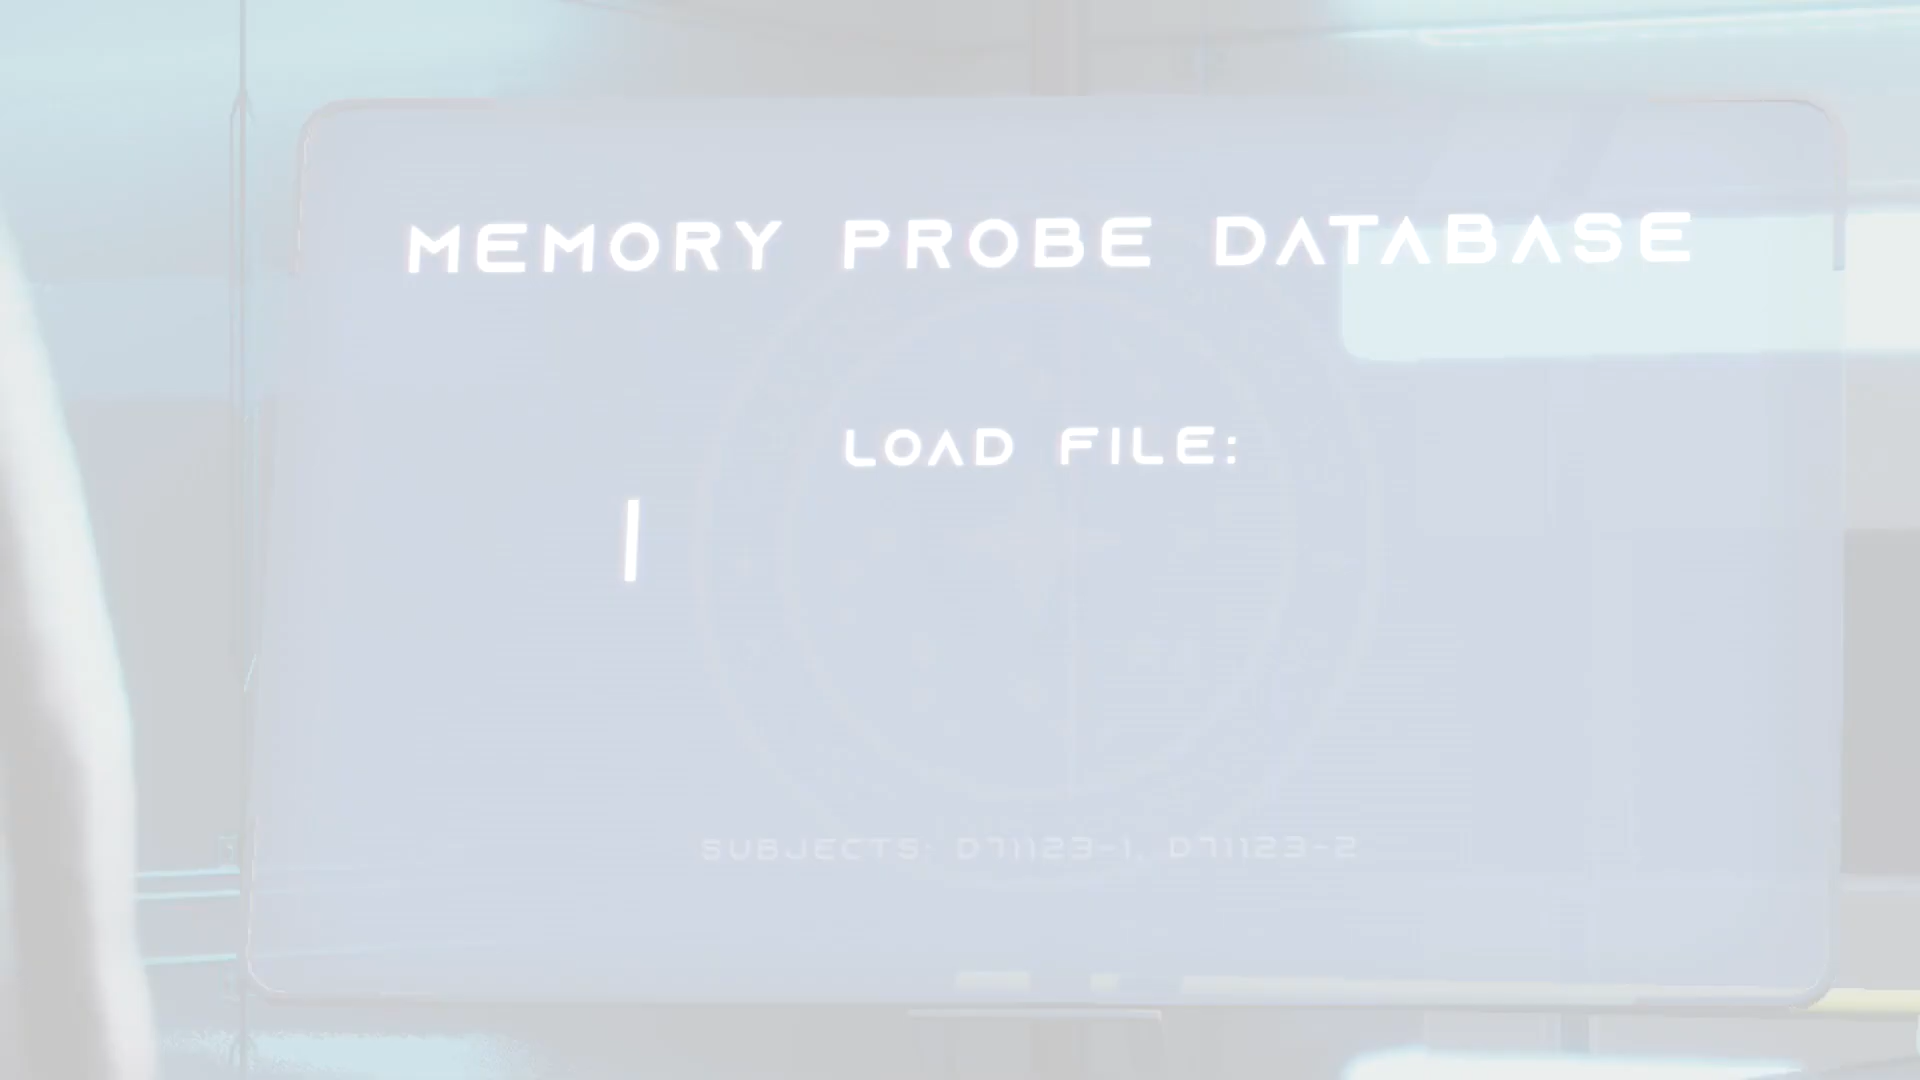 MEMORY PROBE DATABASE
LOAD FILE:
SUBJECTS: D71123-1, D71123-2